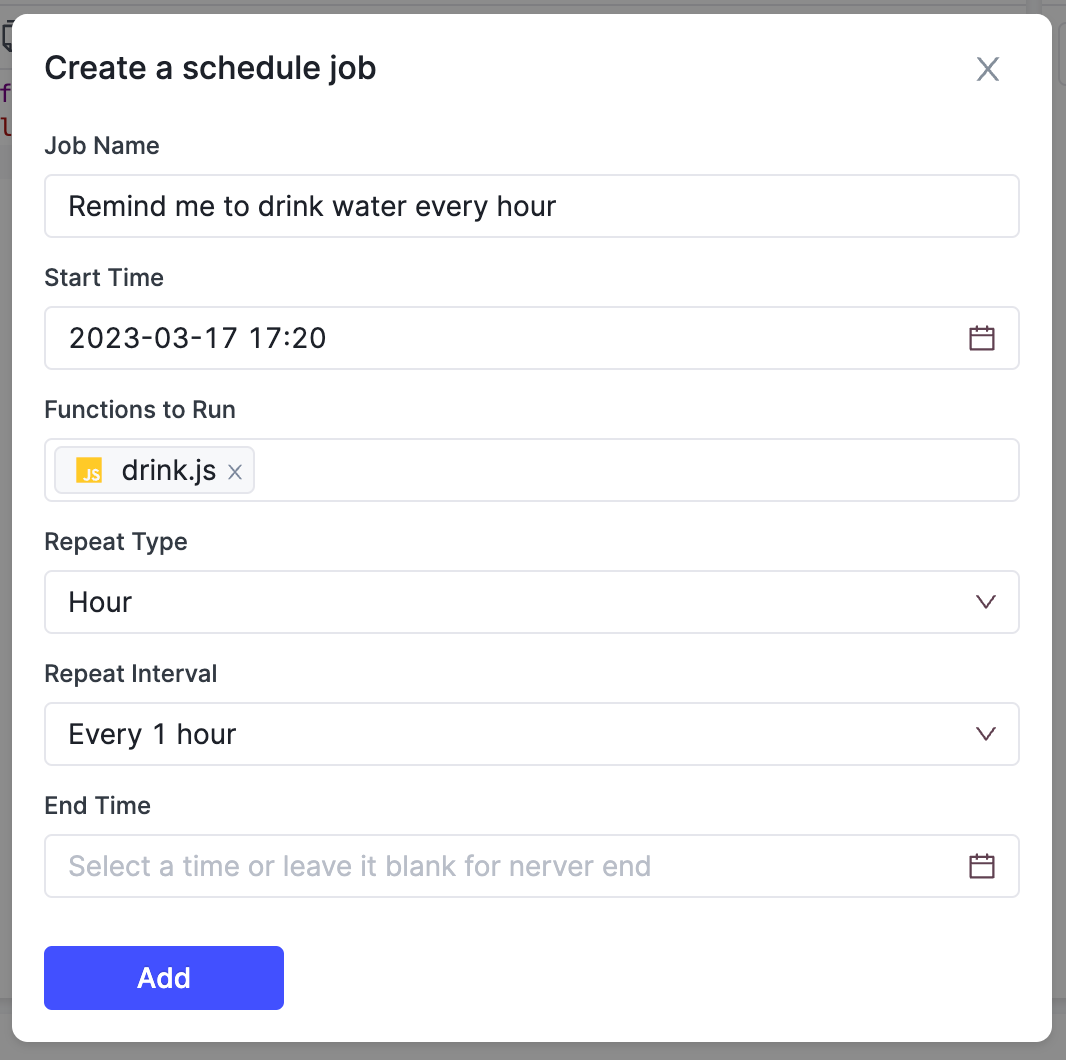 Create a schedule job
Job Name
Remind me to drink water every hour
Start Time
2023-03-17 17:20
Functions to Run
JS drink.js
Repeat Type
Hour
Repeat Interval
Every 1 hour
End Time
Select a time or leave it blank for nerver end
Add